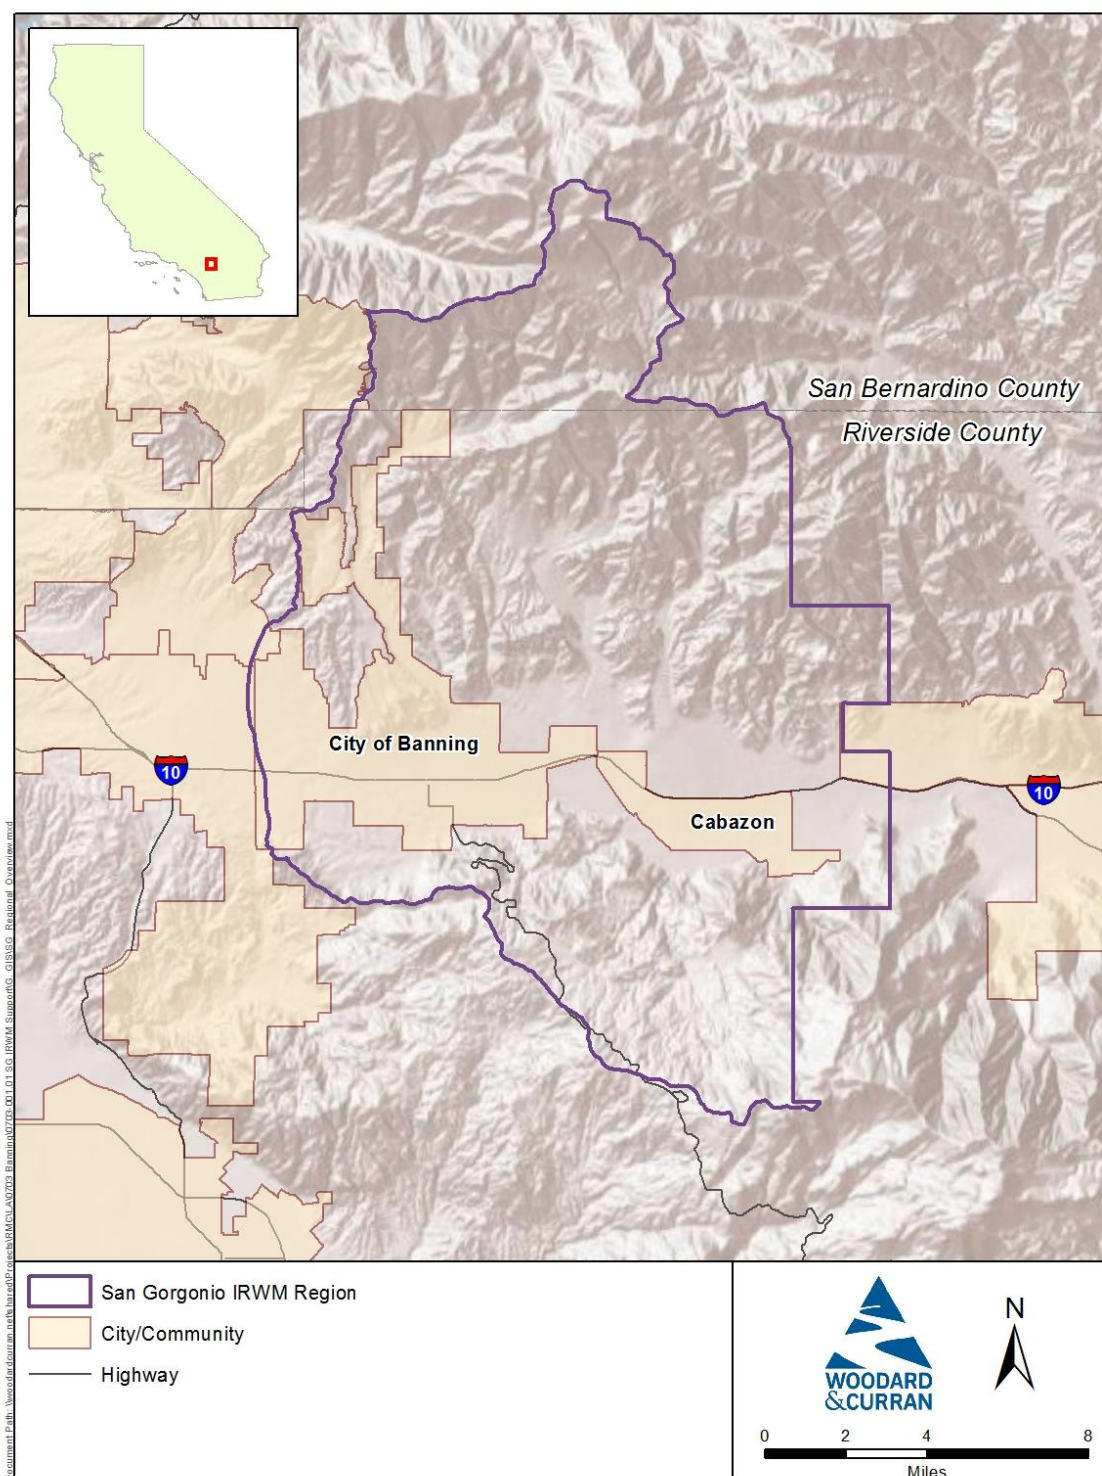 San Bernardino County
Riverside County
City of Banning
10
10
Cabazon
San Gorgonio IRWM Region
City/Community
Highway
WOODARD
&CURRAN
N
0 2 4 8
Miles